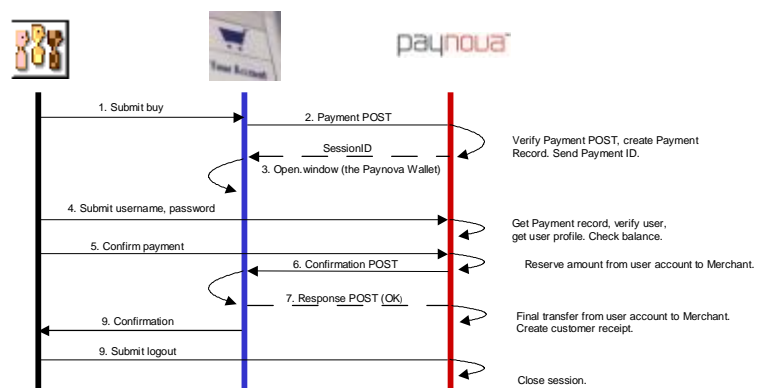 paynova
Your Account
1. Submit buy
2. Payment POST
Verify Payment POST, create Payment
Record. Send Payment ID.
SessionID
3. Open.window (the Paynova Wallet)
4. Submit username, password
Get Payment record, verify user,
get user profile. Check balance.
5. Confirm payment
6. Confirmation POST
Reserve amount from user account to Merchant.
7. Response POST (OK)
Final transfer from user account to Merchant.
Create customer receipt.
9. Confirmation
9. Submit logout
Close session.